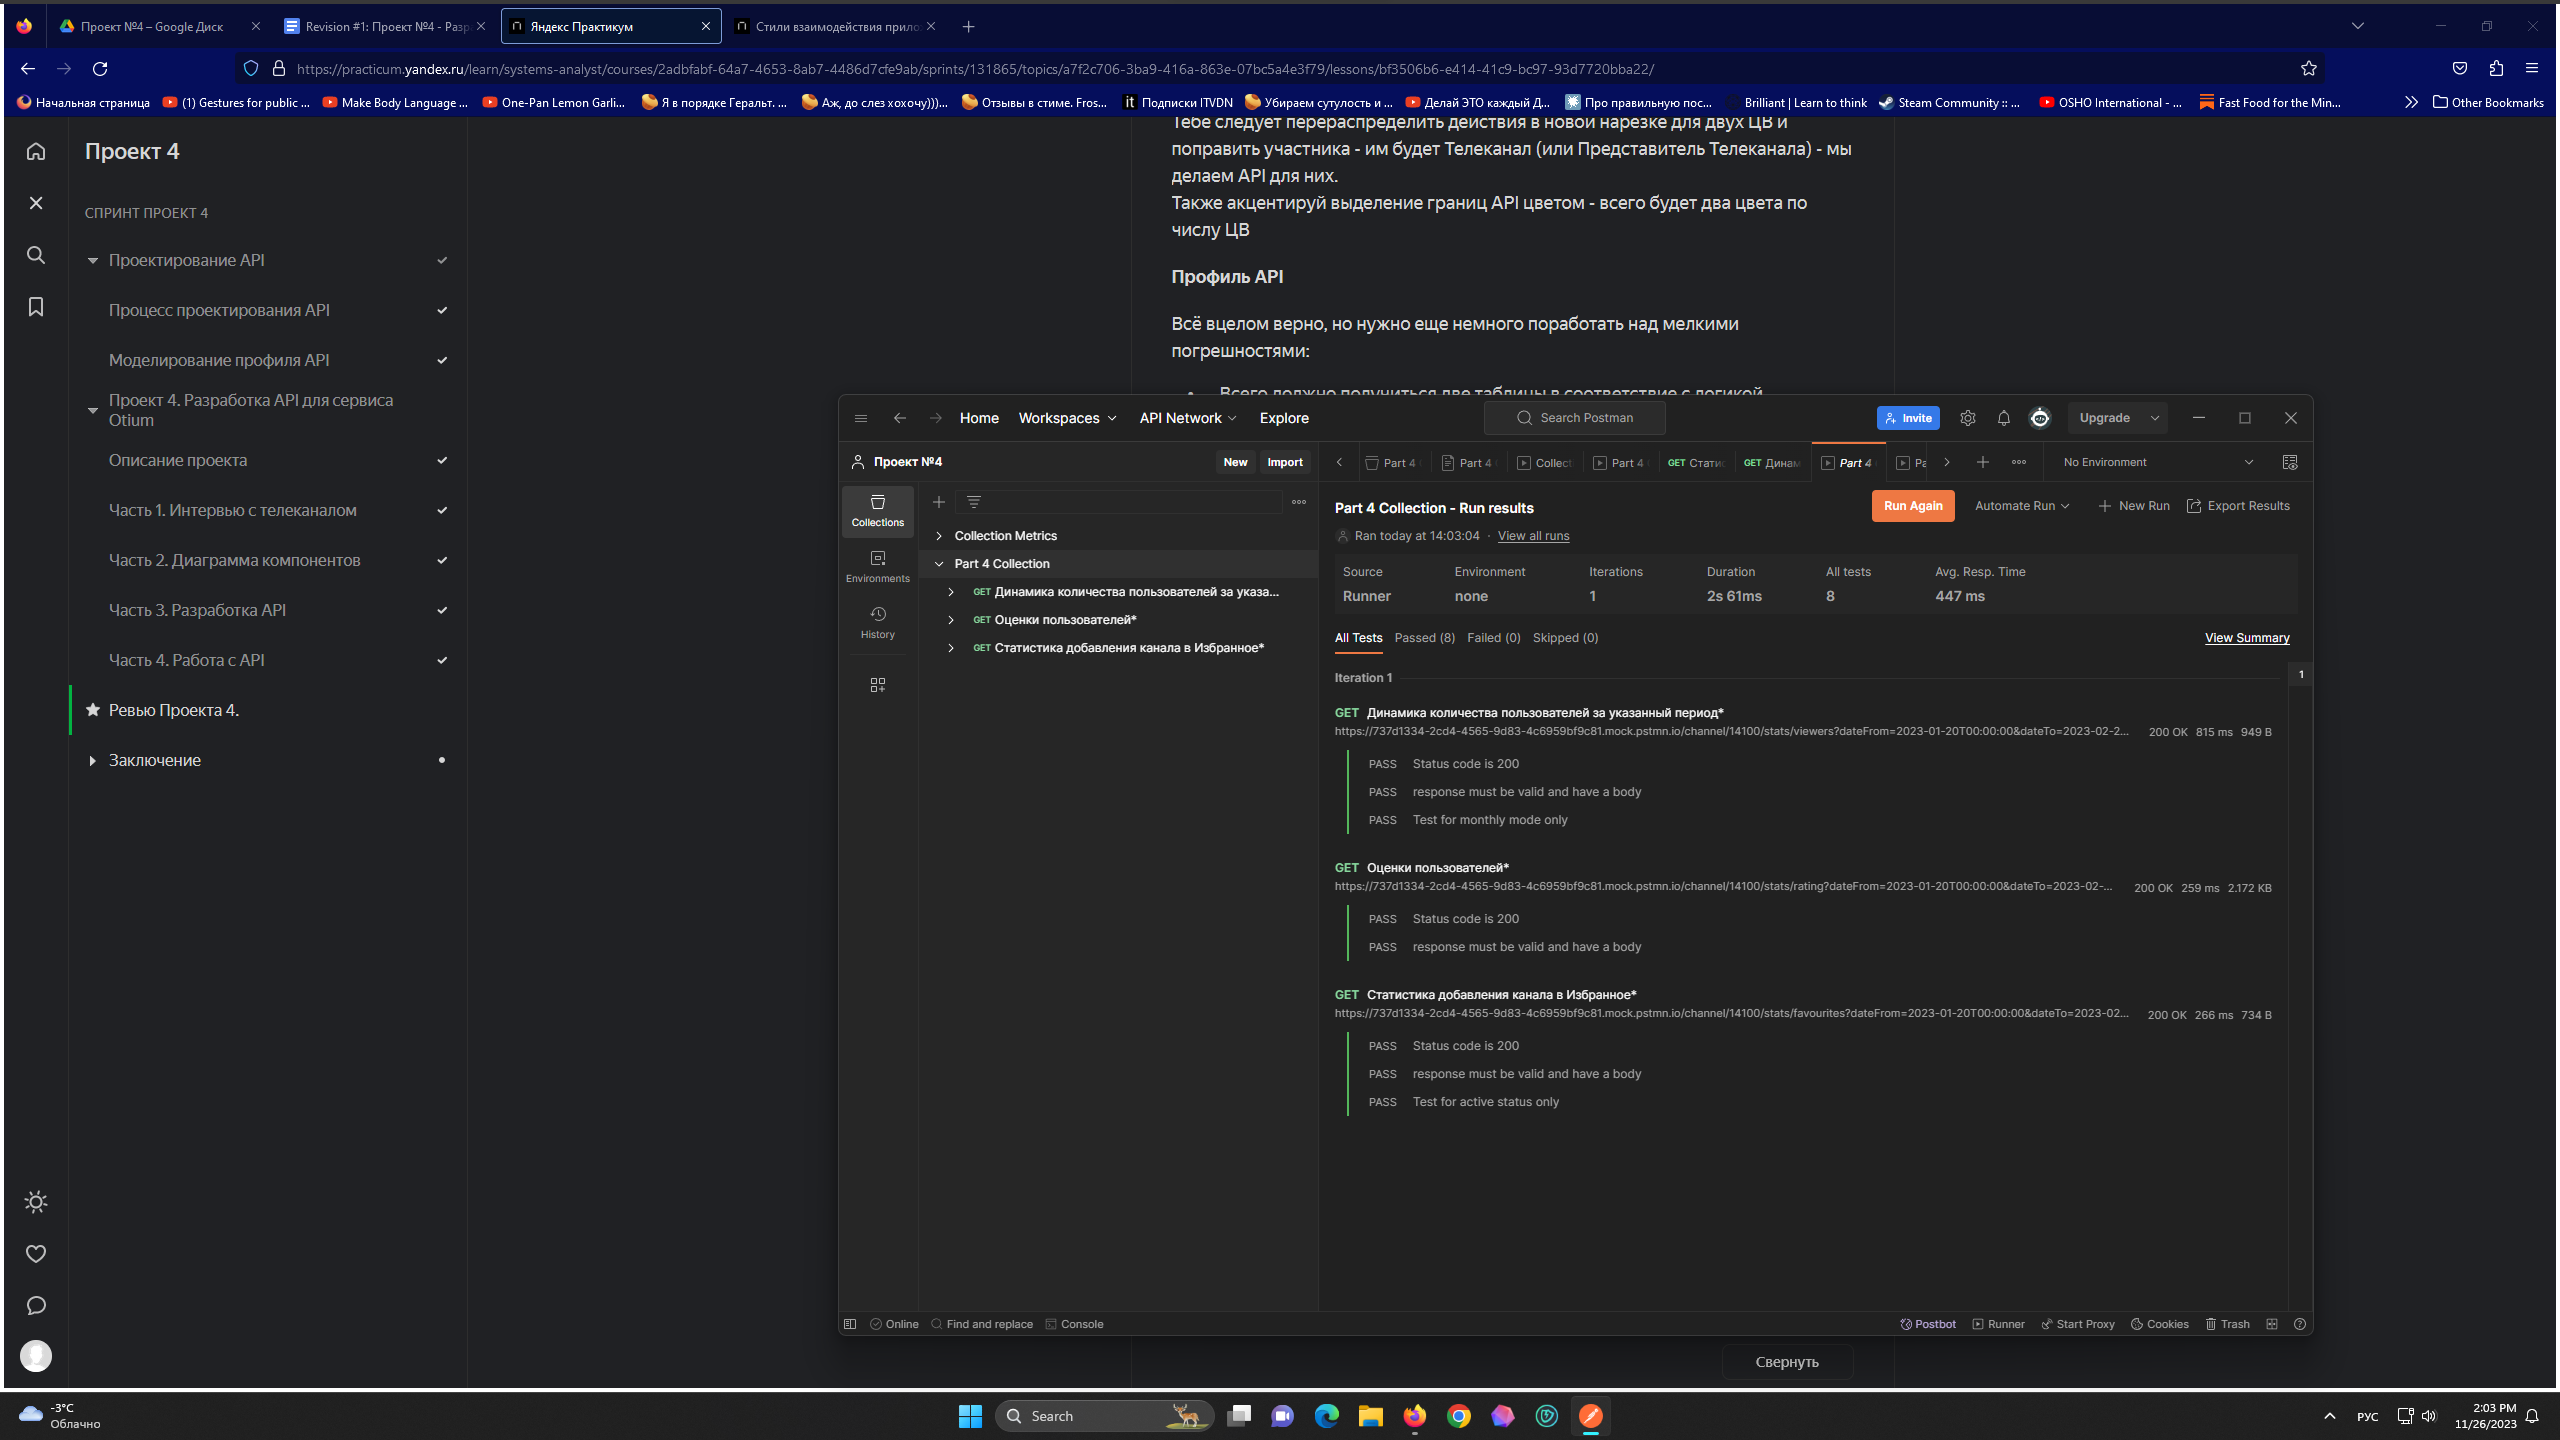 Проект №4 – Google Диск
Revision #1: Проект №4 - Разр
Яндекс Практикум
Стили взаимодействия прило
https://practicum.yandex.ru/learn/systems-analyst/courses/2adbfabf-64a7-4653-8ab7-4486d7cfe9ab/sprints/131865/topics/a7f2c706-3ba9-416a-863e-07bc5a4e3f79/lessons/bf3506b6-e414-41c9-bc97-93d7720bba22/
Начальная страница
(1) Gestures for public ...
Make Body Language ...
One-Pan Lemon Garli...
Я в порядке Геральт. ...
Аж, до слез хохочу)))...
Отзывы в стиме. Fros...
Подписки ITVDN
Убираем сутулость и ...
Делай ЭТО каждый Д...
Про правильную пос...
Brilliant | Learn to think
Steam Community :: ...
OSHO International - ...
Fast Food for the Min...
Other Bookmarks
Проект 4
СПРИНТ ПРОЕКТ 4
Проектирование API
Процесс проектирования API
Моделирование профиля API
Проект 4. Разработка API для сервиса
Otium
Описание проекта
Часть 1. Интервью с телеканалом
Часть 2. Диаграмма компонентов
Часть 3. Разработка API
Часть 4. Работа с API
Ревью Проекта 4.
Заключение
Тебе следует перераспределить действия в новой нарезке для двух ЦВ и
поправить участника - им будет Телеканал (или Представитель Телеканала) - мы
делаем API для них.
Также акцентируй выделение границ API цветом - всего будет два цвета по
числу ЦВ
Профиль API
Всё вцелом верно, но нужно еще немного поработать над мелкими
погрешностями:
Всего должно получиться две таблицы в соответствие с логикой
Home Workspaces API Network Explore
Search Postman
Invite
Upgrade
Проект №4
New Import
Part 4
Part 4
Collect
Part 4
GET Стати
GET Динам
Part 4
Pa
No Environment
Collections
Environments
History
Collection Metrics
Part 4 Collection
GET Динамика количества пользователей за указа...
GET Оценки пользователей*
GET Статистика добавления канала в Избранное*
Part 4 Collection - Run results
Run Again
Automate Run
New Run
Export Results
Ran today at 14:03:04 · View all runs
Source Environment Iterations Duration All tests Avg. Resp. Time
Runner none 1 2s 61ms 8 447 ms
All Tests Passed (8) Failed (0) Skipped (0) View Summary
Iteration 1
1
GET Динамика количества пользователей за указанный период*
https://737d1334-2cd4-4565-9d83-4c6959bf9c81.mock.pstmn.io/channel/14100/stats/viewers?dateFrom=2023-01-20T00:00:00&dateTo=2023-02-2... 200 OK 815 ms 949 B
PASS Status code is 200
PASS response must be valid and have a body
PASS Test for monthly mode only
GET Оценки пользователей*
https://737d1334-2cd4-4565-9d83-4c6959bf9c81.mock.pstmn.io/channel/14100/stats/rating?dateFrom=2023-01-20T00:00:00&dateTo=2023-02-... 200 OK 259 ms 2.172 KB
PASS Status code is 200
PASS response must be valid and have a body
GET Статистика добавления канала в Избранное*
https://737d1334-2cd4-4565-9d83-4c6959bf9c81.mock.pstmn.io/channel/14100/stats/favourites?dateFrom=2023-01-20T00:00:00&dateTo=2023-02... 200 OK 266 ms 734 B
PASS Status code is 200
PASS response must be valid and have a body
PASS Test for active status only
Online Find and replace Console
Postbot Runner Start Proxy Cookies Trash
Свернуть
-3°C
Облачно
Search
РУС
2:03 PM
11/26/2023